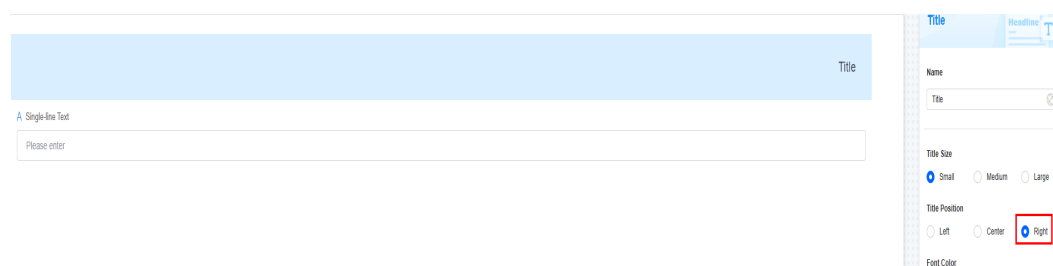 Title
A Single-line Text
Please enter
Title
Headline
T
Name
Title
Title Size
Small Medium Large
Title Position
Left Center Right
Font Color